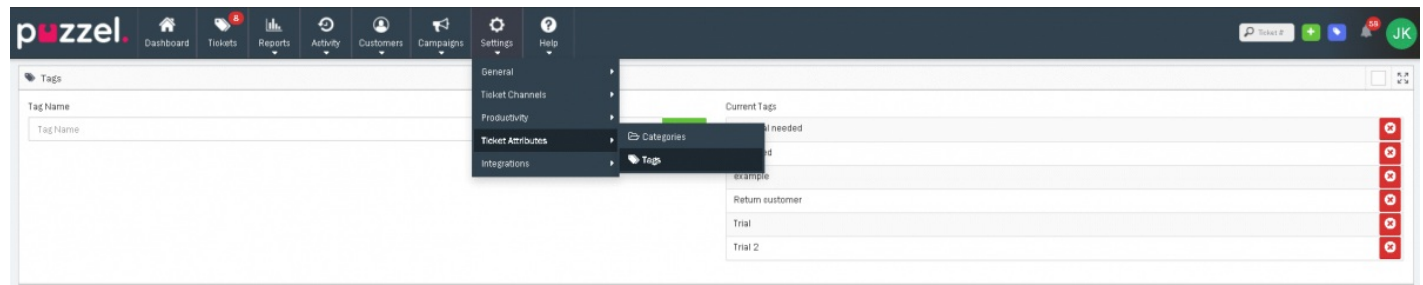 puzzel.
Dashboard
8
Tickets
Reports
Activity
Customers
Campaigns
Settings
Help
Ticket #
58
JK
Tags
General
Ticket Channels
Productivity
Ticket Attributes
Integrations
Categories
Tags
Tag Name
Tag Name
Current Tags
needed
example
Return customer
Trial
Trial 2